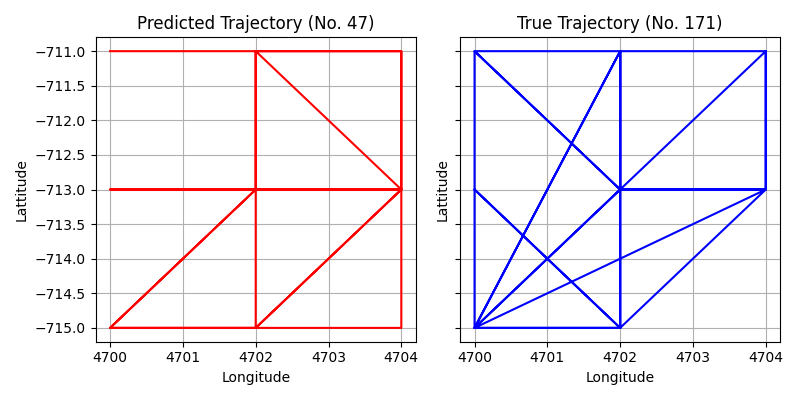 Predicted Trajectory (No. 47)
True Trajectory (No. 171)
−711.0
−711.5
−712.0
−712.5
−713.0
−713.5
−714.0
−714.5
−715.0
Lattitude
Lattitude
4700 4701 4702 4703 4704
4700 4701 4702 4703 4704
Longitude
Longitude